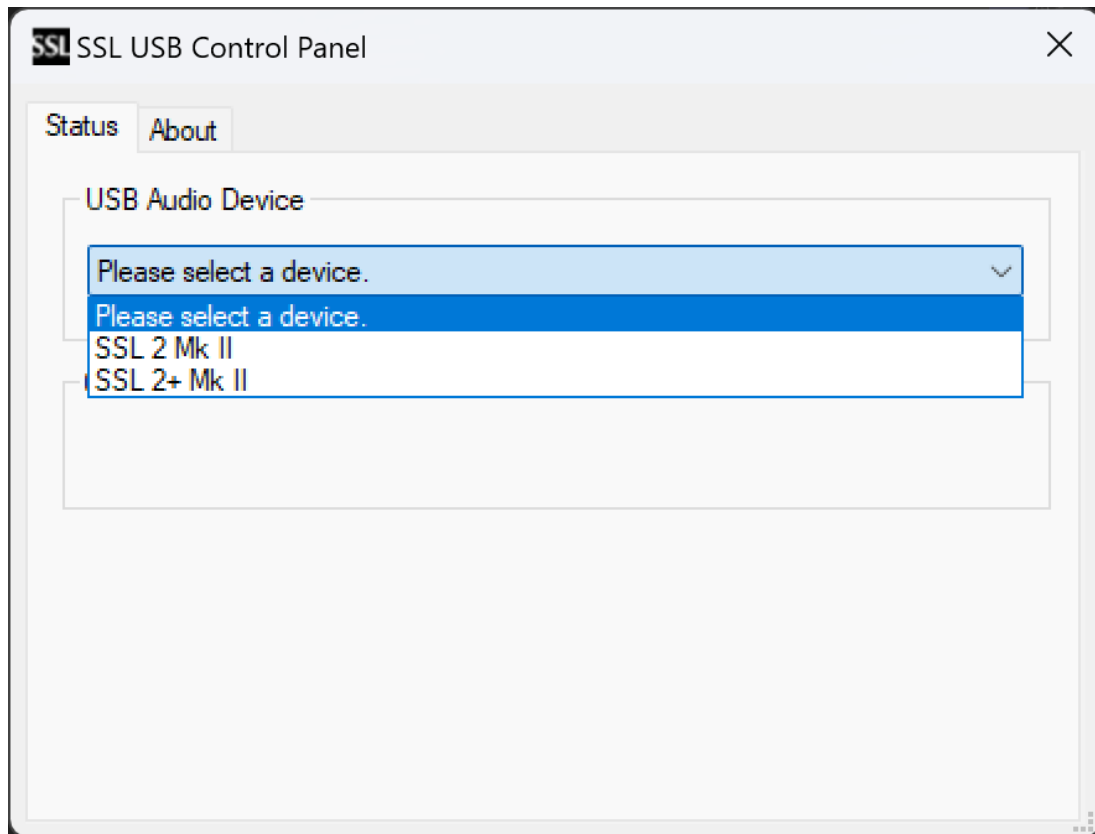 SSL SSL USB Control Panel
Status About
USB Audio Device
Please select a device.
Please select a device.
SSL 2 Mk II
SSL 2+ Mk II